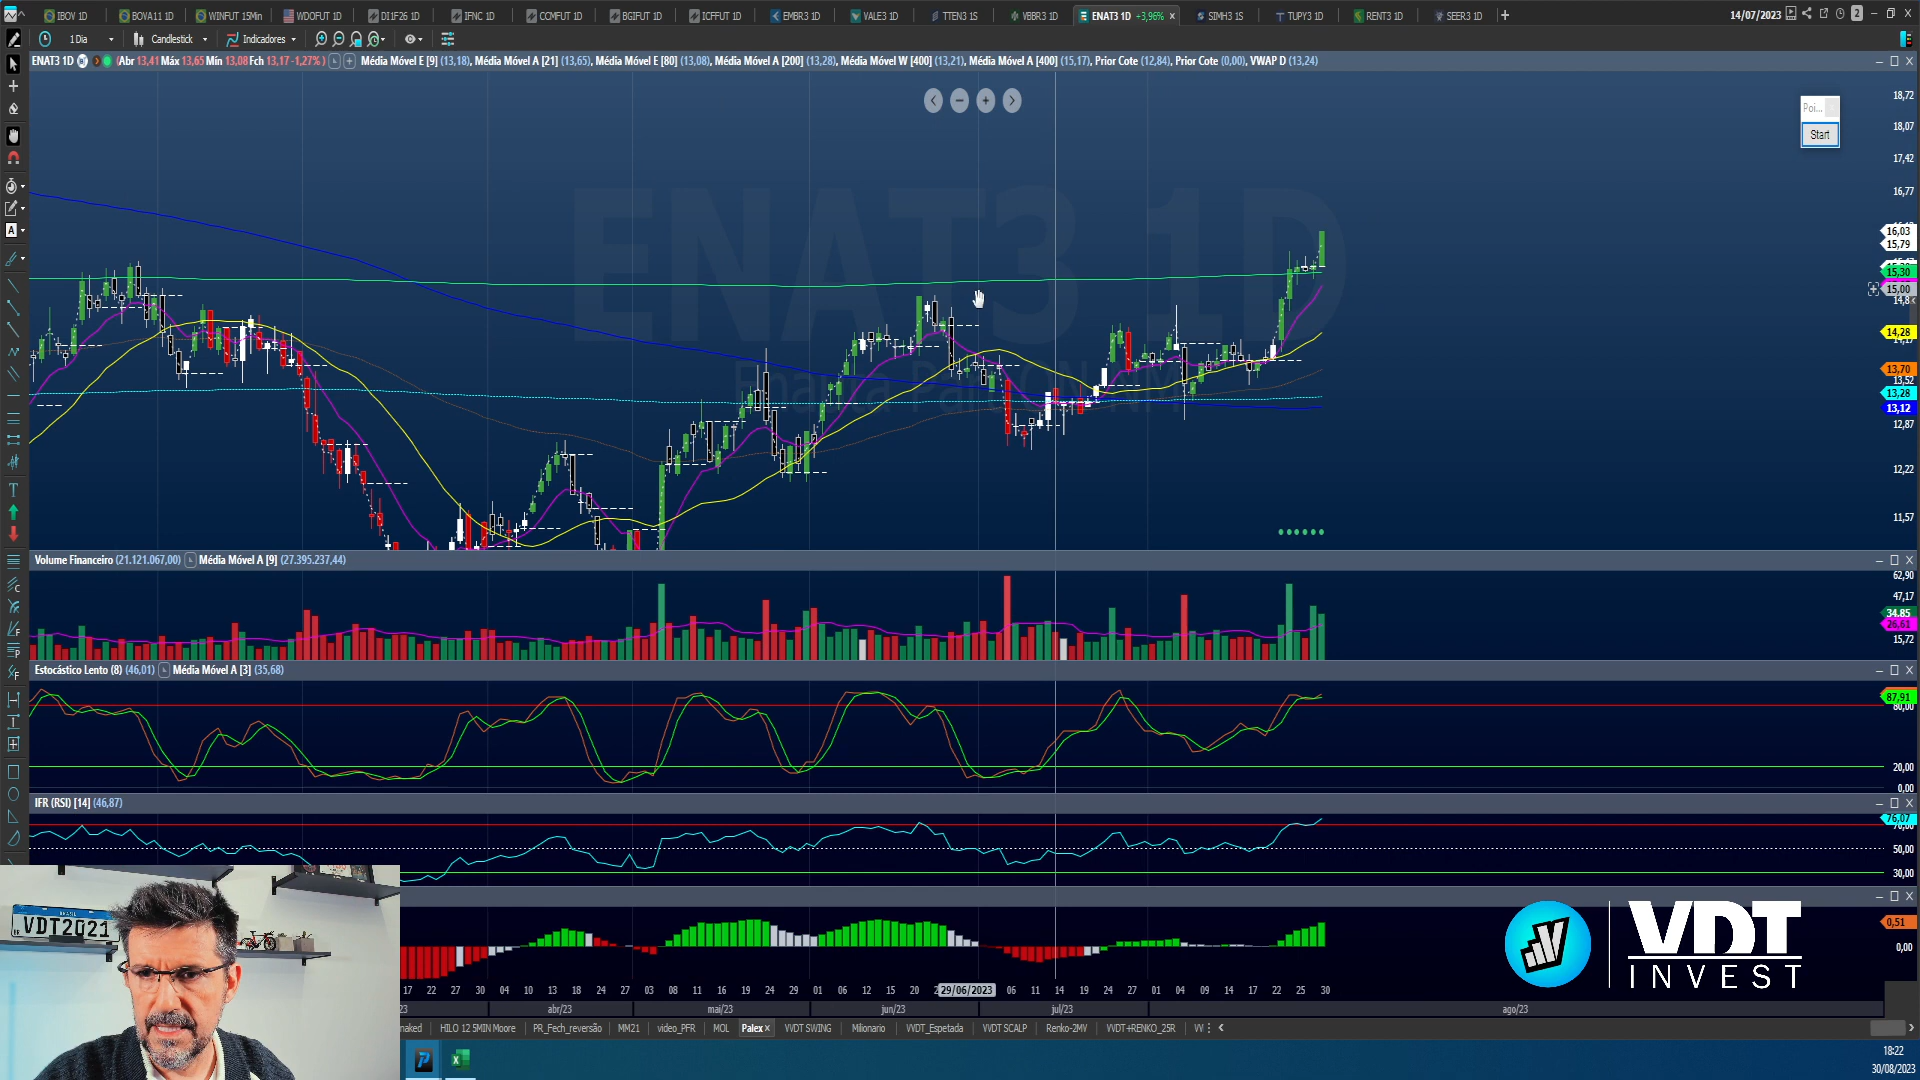 IBOV 1D
BOVA11 1D
WINFUT 15Min
WDOFUT 1D
DI1F26 1D
IFNC 1D
CCMFUT 1D
BGIFUT 1D
ICFFUT 1D
EMBR3 1D
VALE3 1D
TTEN3 1S
VBBR3 1D
ENAT3 1D +3,96% x
SIMH3 1S
TUPY3 1D
RENT3 1D
SEER3 1D
14/07/2023
2
1 Dia
Candlestick
Indicadores
ENAT3 1D
(Abr 13,41 Máx 13,65 Mín 13,08 Fch 13,17 -1,27% )
Média Móvel E [9] (13,18), Média Móvel A [21] (13,65), Média Móvel E [80] (13,08), Média Móvel A [200] (13,28), Média Móvel W [400] (13,21), Média Móvel A [400] (15,17), Prior Cote (12,84), Prior Cote (0,00), VWAP D (13,24)
Poi...
Start
ENAT3 1D
18,72
18,07
17,42
16,77
16,03
15,79
15,30
15,00
14,28
13,70
13,52
13,28
13,12
12,87
12,22
11,57
Volume Financeiro (21.121.067,00)
Média Móvel A [9] (27.395.237,44)
62,90
47,17
34,85
26,61
15,72
Estocástico Lento (8) (46,01)
Média Móvel A [3] (35,68)
87,91
80,00
20,00
0,00
IFR (RSI) [14] (46,87)
76,07
50,00
30,00
0,51
0,00
VDT2021
VDT
INVEST
17 22 27 30 04 10 13 18 24 27 03 08 11 16 19 24 29 01 06 12 15 20 29/06/2023 06 11 14 19 24 27 01 04 09 14 17 22 25 30
abr/23
mai/23
jun/23
jul/23
ago/23
naked
HILO 12 5MIN Moore
PR_Fech_reversão
MM21
video_PFR
MOL
Palex x
VVDT SWING
Milionario
VVDT_Espetada
VVDT SCALP
Renko-2MV
VVDT+RENKO_25R
18:22
30/08/2023